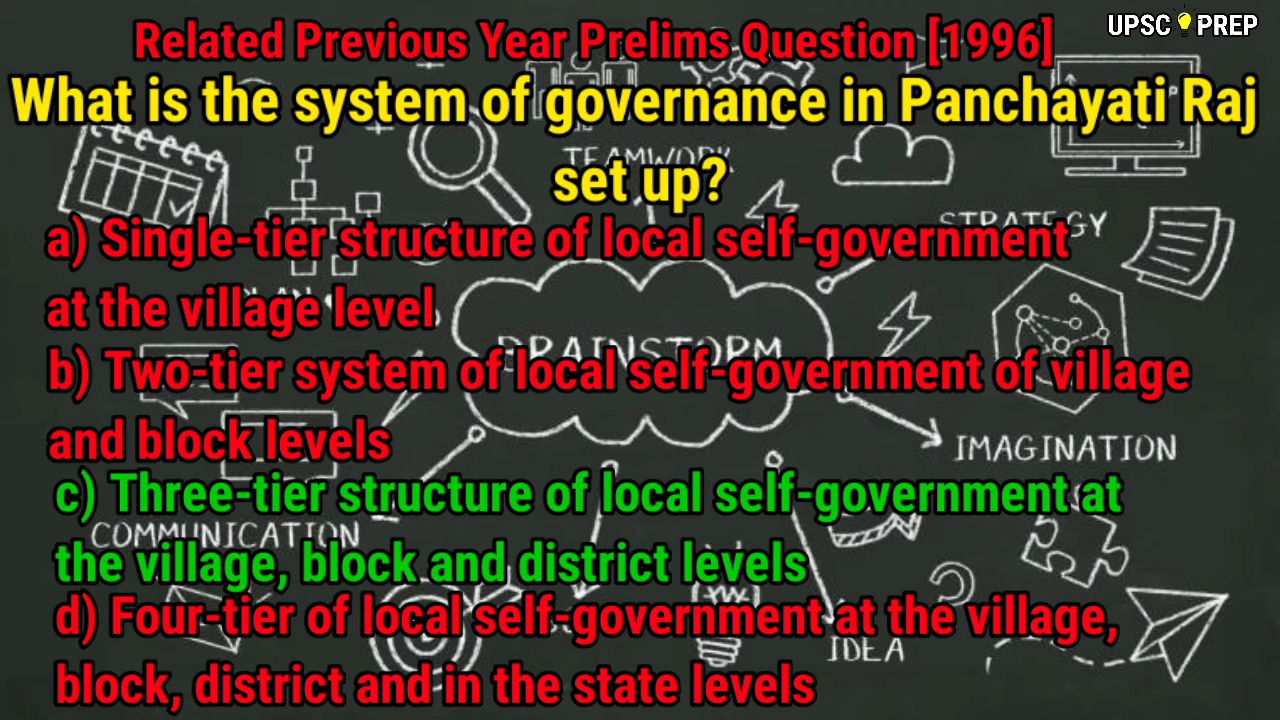 Related Previous Year Prelims Question [1996]
UPSC PREP
What is the system of governance in Panchayati Raj
set up?
TEAMWORK
STRATEGY
a) Single-tier structure of local self-government
at the village level
PLAN
BRAINSTORM
b) Two-tier system of local self-government of village
and block levels
IMAGINATION
c) Three-tier structure of local self-government at
COMMUNICATION
the village, block and district levels
d) Four-tier of local self-government at the village,
IDEA
block, district and in the state levels